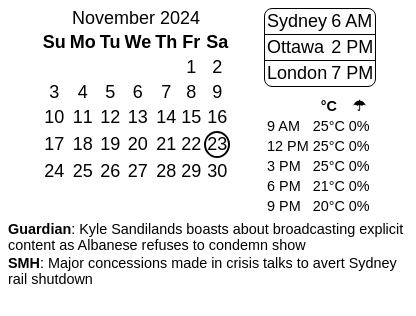 November 2024
Su Mo Tu We Th Fr Sa
1 2
3 4 5 6 7 8 9
10 11 12 13 14 15 16
17 18 19 20 21 22 23
24 25 26 27 28 29 30
Sydney 6 AM
Ottawa 2 PM
London 7 PM
°C ☂
9 AM 25°C 0%
12 PM 25°C 0%
3 PM 25°C 0%
6 PM 21°C 0%
9 PM 20°C 0%
Guardian: Kyle Sandilands boasts about broadcasting explicit
content as Albanese refuses to condemn show
SMH: Major concessions made in crisis talks to avert Sydney
rail shutdown